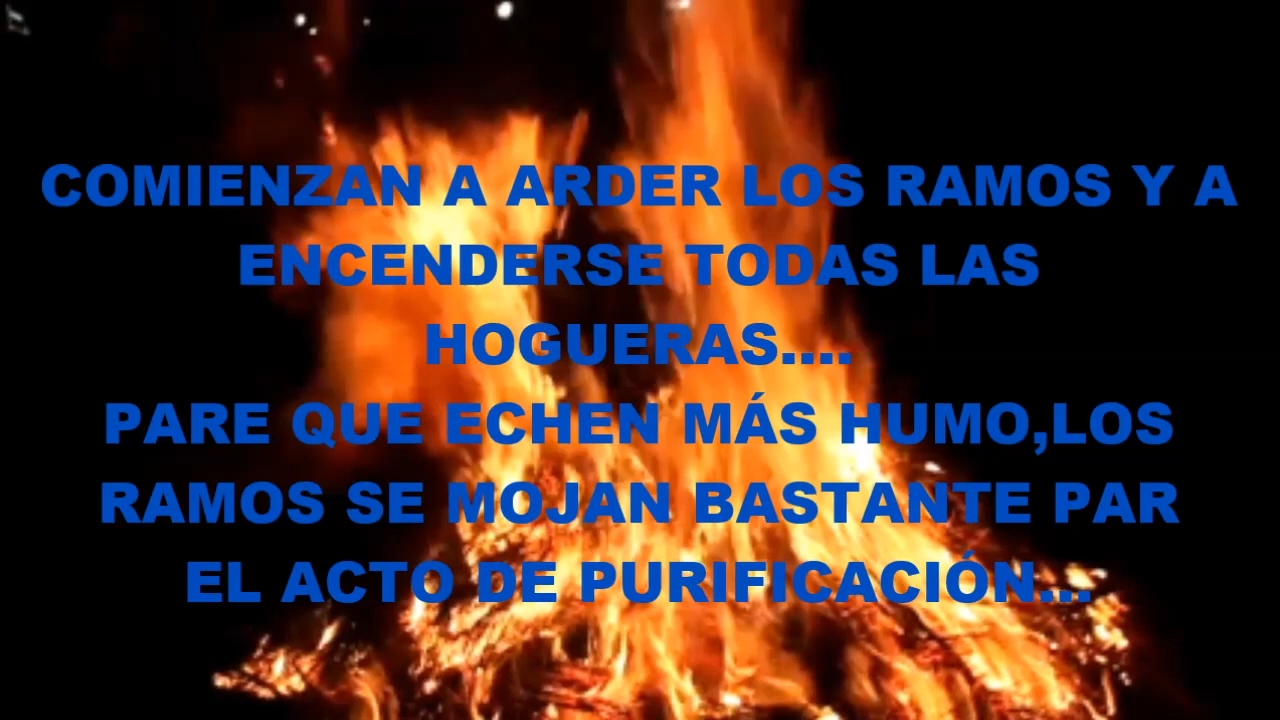 COMIENZAN A ARDER LOS RAMOS Y A
ENCENDERSE TODAS LAS
HOGUERAS....
PARE QUE ECHEN MÁS HUMO,LOS
RAMOS SE MOJAN BASTANTE PAR
EL ACTO DE PURIFICACIÓN...